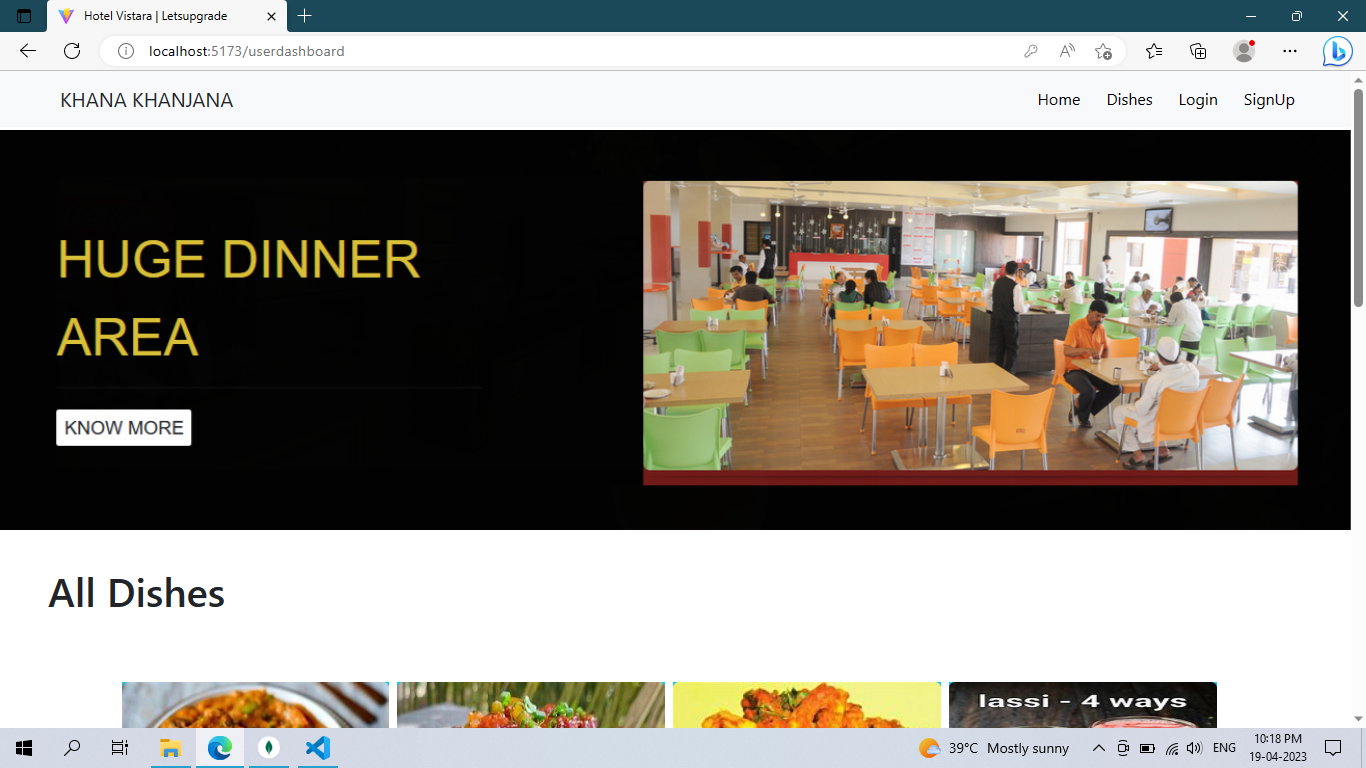 Hotel Vistara | Letsupgrade
localhost:5173/userdashboard
KHANA KHANJANA
Home
Dishes
Login
SignUp
HUGE DINNER
AREA
KNOW MORE
All Dishes
lassi - 4 ways
39°C Mostly sunny
ENG
10:18 PM
19-04-2023